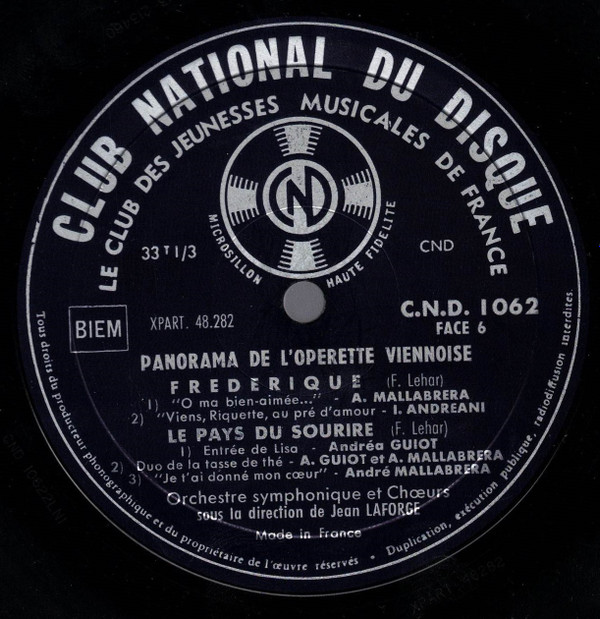 CLUB NATIONAL DU DISQUE
LE CLUB DES JEUNESSES MUSICALES DE FRANCE
CN
MICROSILLON HAUTE FIDELITE
33 T 1/3
CND
BIEM
XPART. 48.282
C.N.D. 1062
FACE 6
PANORAMA DE L'OPERETTE VIENNOISE
FREDERIQUE (F. Lehar)
1) "O ma bien-aimée..." - A. MALLABRERA
2) "Viens, Riquette, au pré d'amour - I. ANDREANI
LE PAYS DU SOURIRE (F. Lehar)
1) Entrée de Lisa - Andréa GUIOT
2) Duo de la tasse de thé - A. GUIOT et A. MALLABRERA
3) "Je t'ai donné mon cœur" - André MALLABRERA
Orchestre symphonique et Chœurs
sous la direction de Jean LAFORGE
Made in France
Tous droits du producteur phonographique et du propriétaire de l'œuvre réservés • Duplication, exécution publique, radiodiffusion interdites.